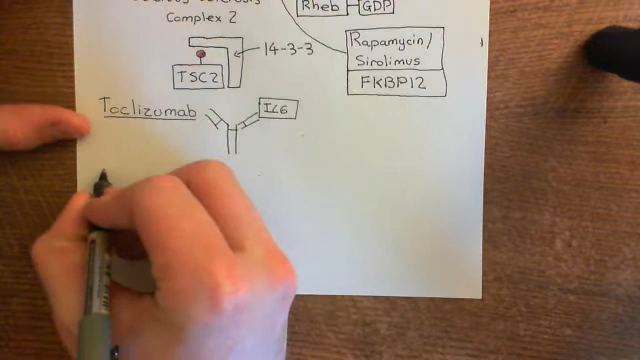 Complex 2
Rheb
GDP
14-3-3
TSC2
Rapamycin/
Sirolimus
FKBP12
Toclizumab
IL6